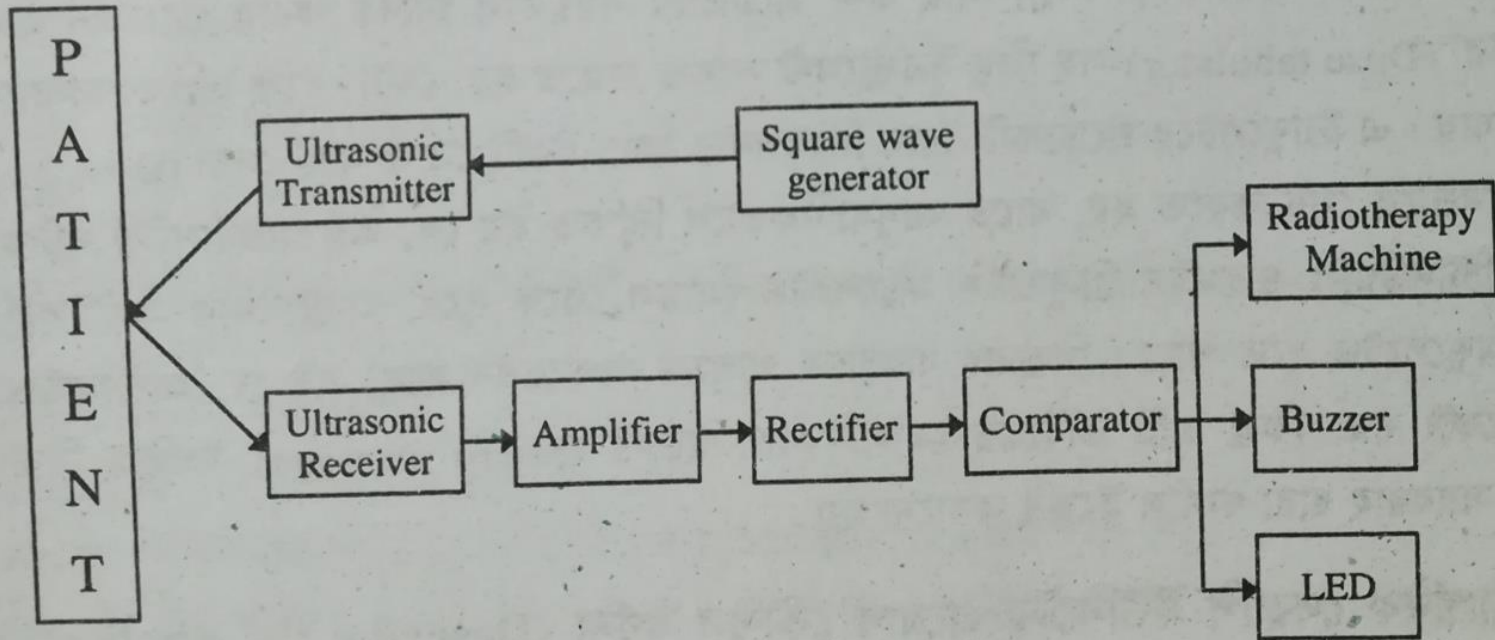 P
A
T
I
E
N
T
Ultrasonic
Transmitter
Square wave
generator
Radiotherapy
Machine
Ultrasonic
Receiver
Amplifier
Rectifier
Comparator
Buzzer
LED